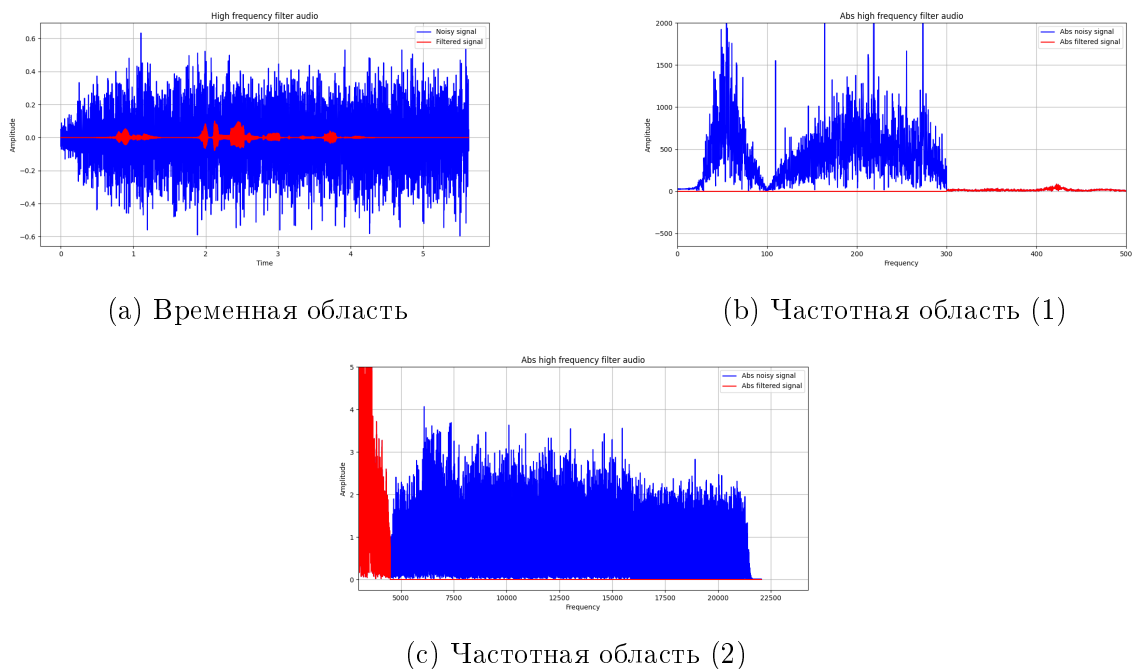 High frequency filter audio
Noisy signal
Filtered signal
Amplitude
0.6
0.4
0.2
0.0
−0.2
−0.4
−0.6
0 1 2 3 4 5
Time
(a) Временная область
Abs high frequency filter audio
Abs noisy signal
Abs filtered signal
Amplitude
2000
1500
1000
500
0
−500
0 100 200 300 400 500
Frequency
(b) Частотная область (1)
Abs high frequency filter audio
Abs noisy signal
Abs filtered signal
Amplitude
5
4
3
2
1
0
5000 7500 10000 12500 15000 17500 20000 22500
Frequency
(c) Частотная область (2)